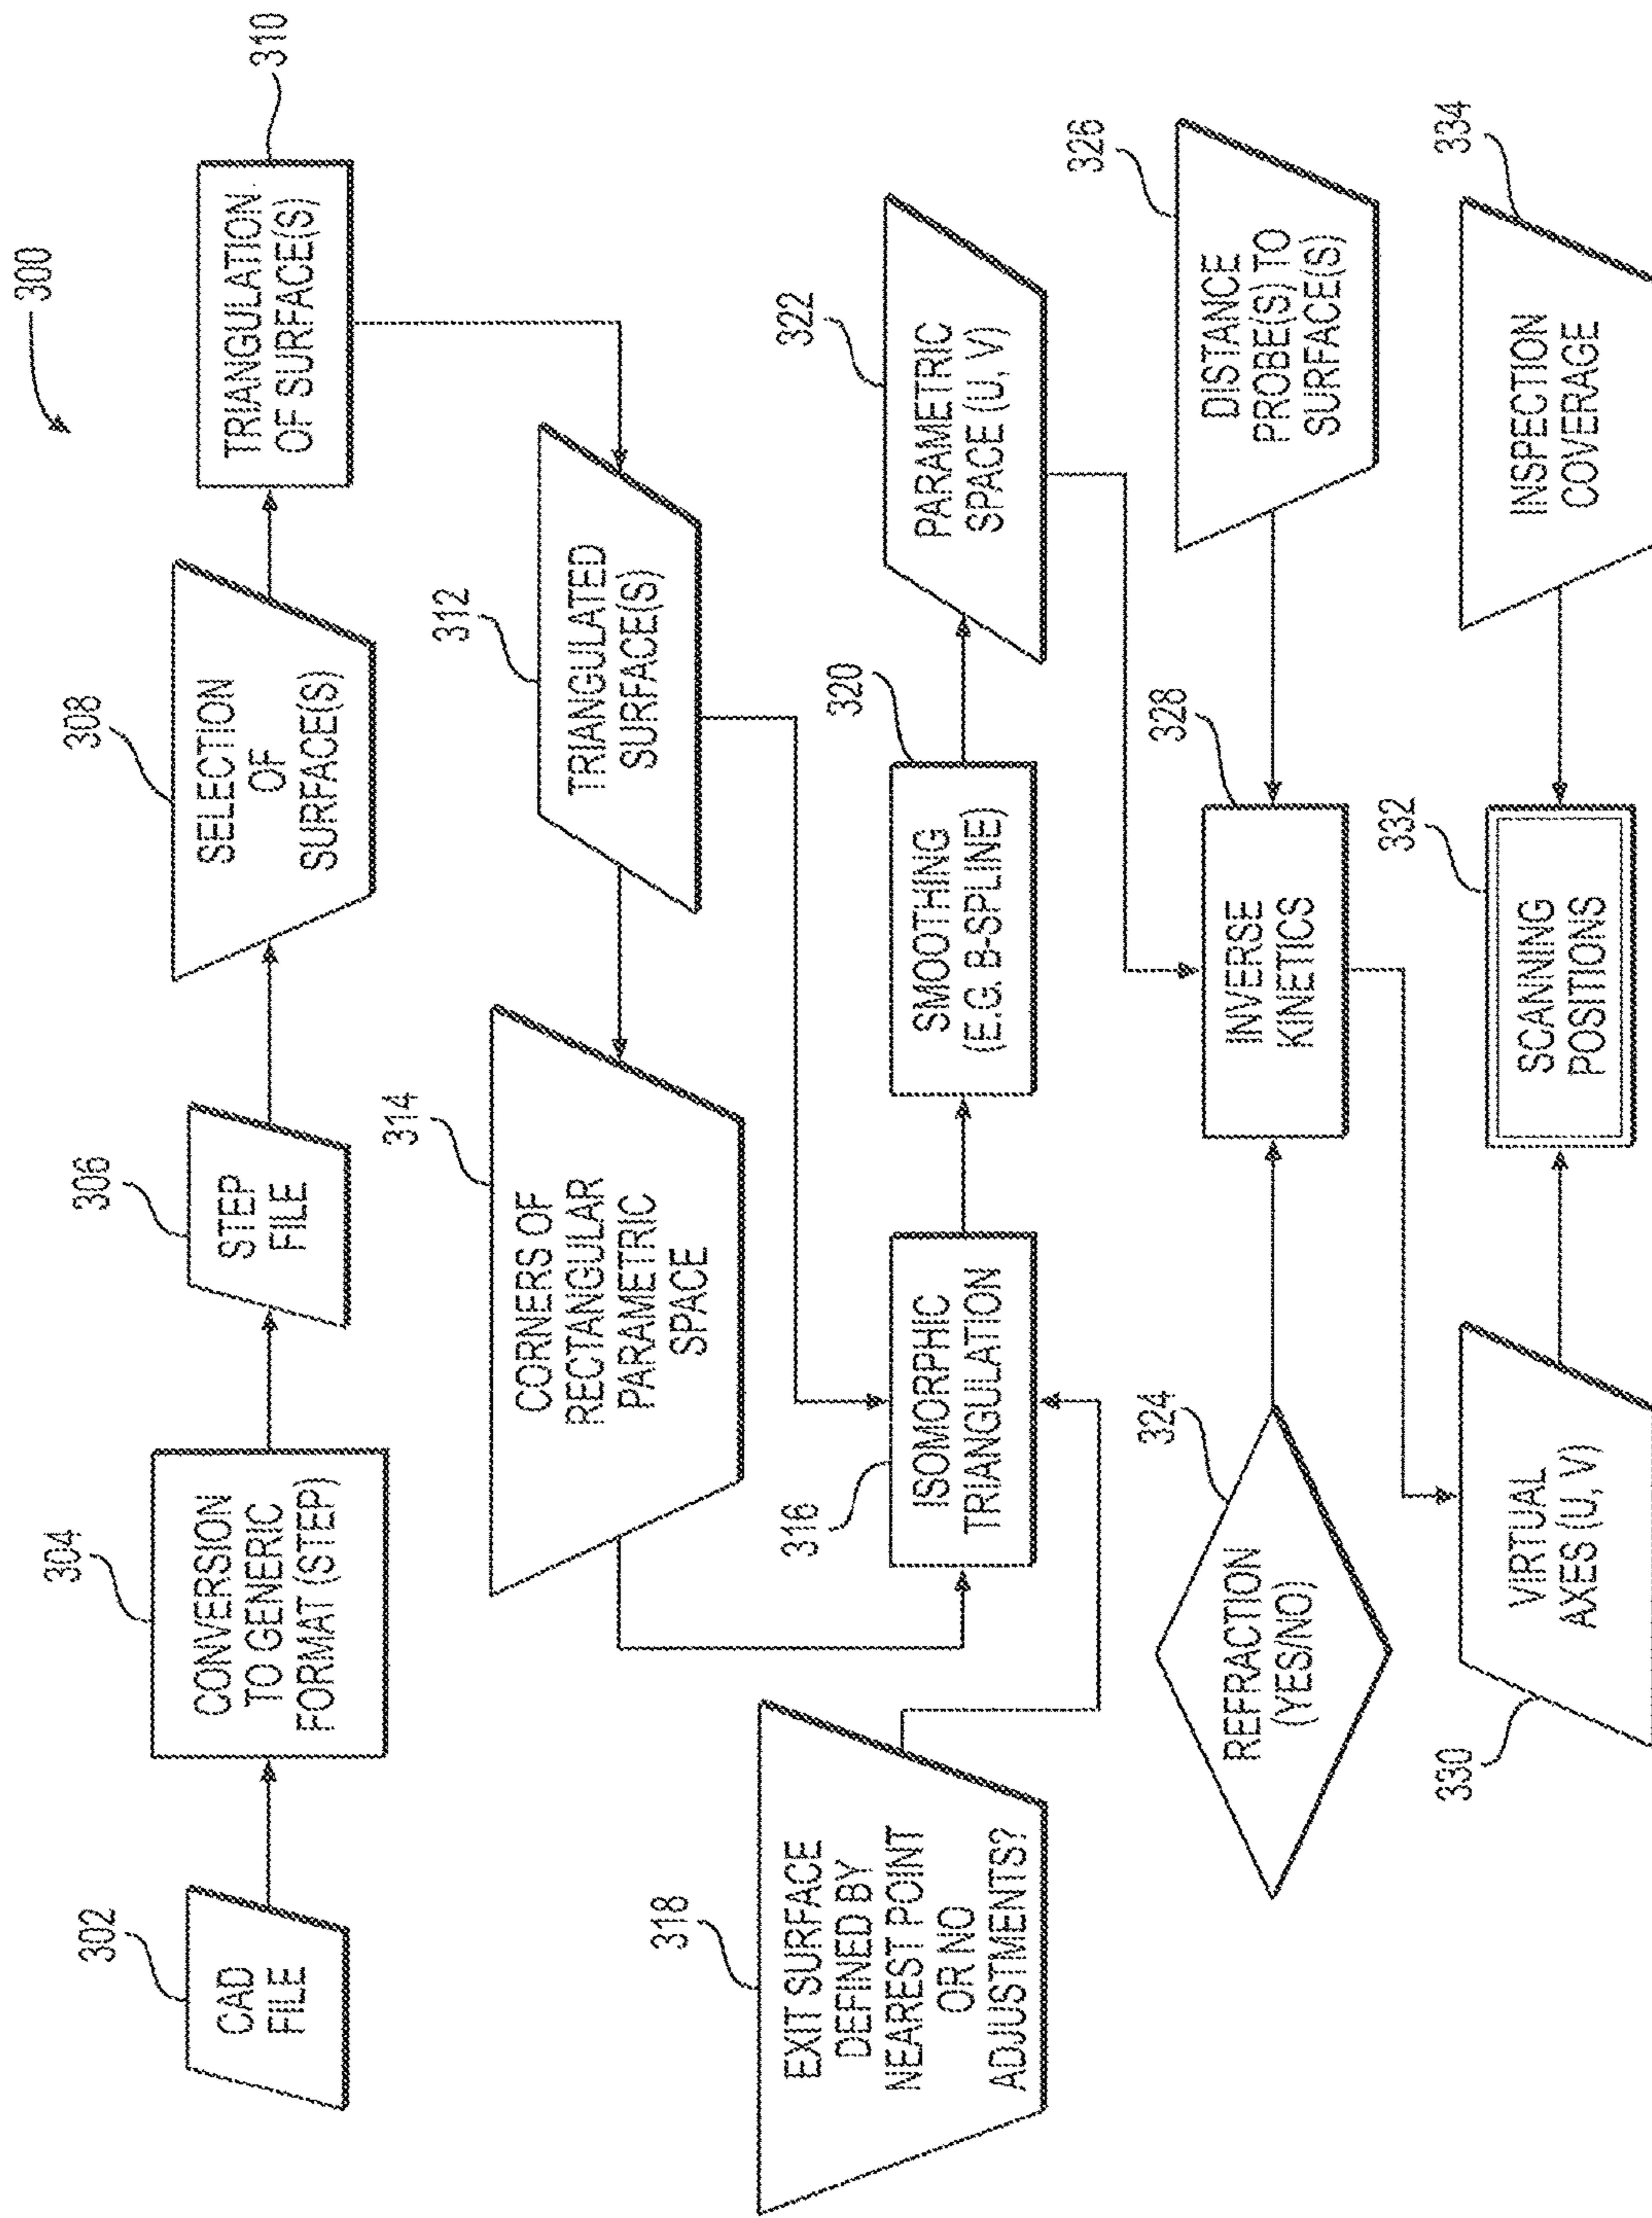 300
302
CAD
FILE
304
CONVERSION
TO GENERIC
FORMAT (STEP)
306
STEP
FILE
308
SELECTION
OF
SURFACE(S)
310
TRIANGULATION
OF SURFACE(S)
312
TRIANGULATED
SURFACE(S)
314
CORNERS OF
RECTANGULAR
PARAMETRIC
SPACE
318
EXIT SURFACE
DEFINED BY
NEAREST POINT
OR NO
ADJUSTMENTS?
316
ISOMORPHIC
TRIANGULATION
320
SMOOTHING
(E.G. B-SPLINE)
322
PARAMETRIC
SPACE (U, V)
324
REFRACTION
(YES/NO)
328
INVERSE
KINETICS
326
DISTANCE
PROBE(S) TO
SURFACE(S)
330
VIRTUAL
AXES (U, V)
332
SCANNING
POSITIONS
334
INSPECTION
COVERAGE